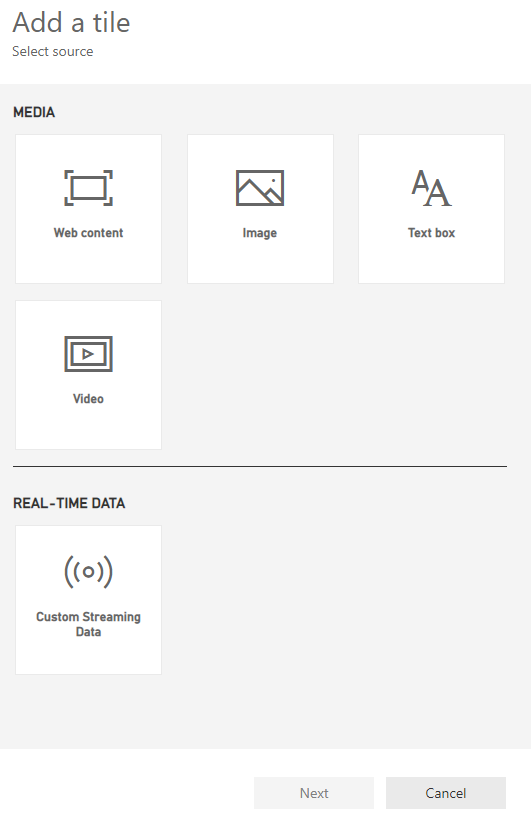 Add a tile
Select source
MEDIA
Web content
Image
Text box
Video
REAL-TIME DATA
Custom Streaming
Data
Next
Cancel